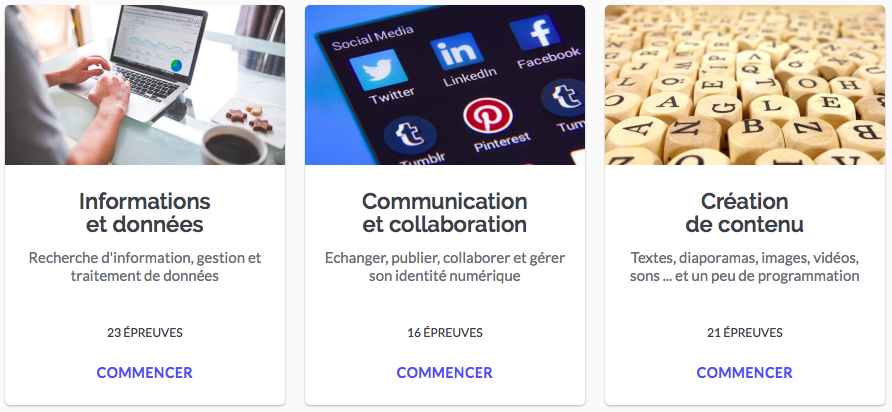 Social Media
Twitter
LinkedIn
Facebook
Tumblr
Pinterest
Tum
Informations
et données
Recherche d'information, gestion et
traitement de données
23 ÉPREUVES
COMMENCER
Communication
et collaboration
Echanger, publier, collaborer et gérer
son identité numérique
16 ÉPREUVES
COMMENCER
Création
de contenu
Textes, diaporamas, images, vidéos,
sons ... et un peu de programmation
21 ÉPREUVES
COMMENCER